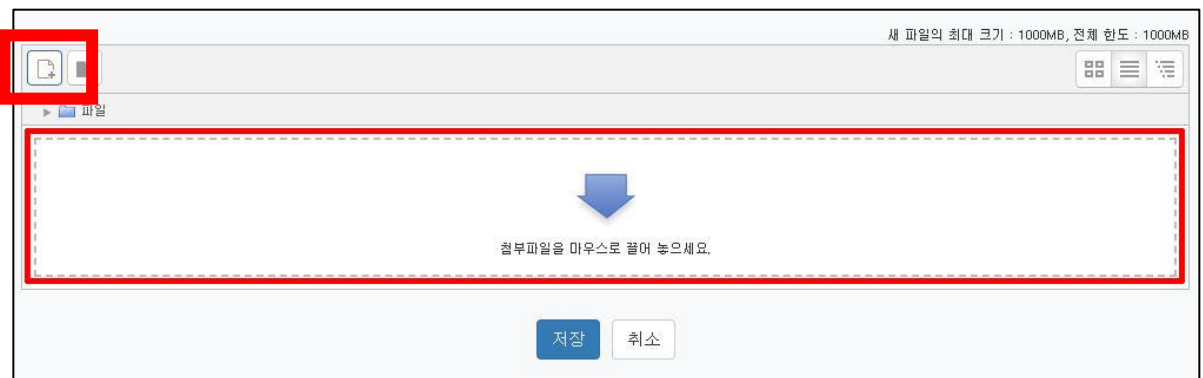 새 파일의 최대 크기 : 1000MB, 전체 한도 : 1000MB
파일
첨부파일을 마우스로 끌어 놓으세요.
저장 취소